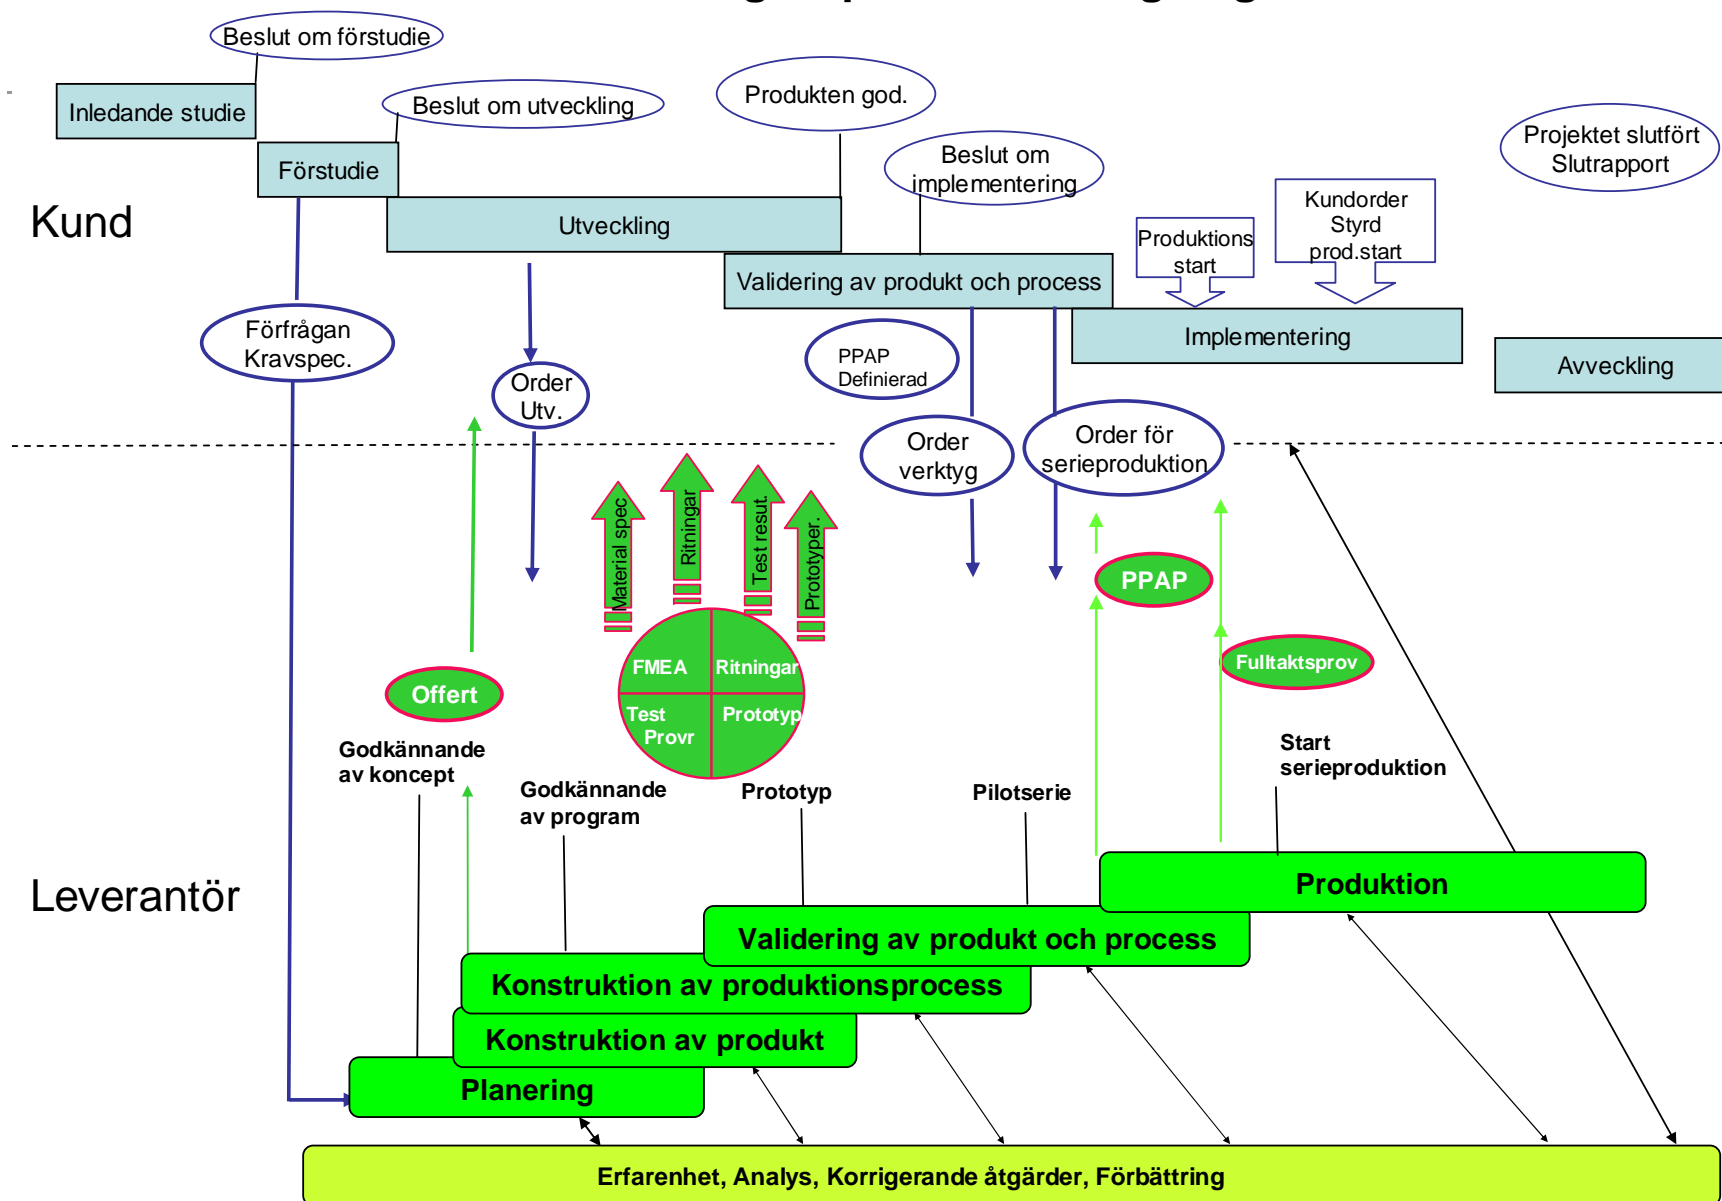 Beslut om förstudie
Inledande studie
Beslut om utveckling
Produkten god.
Projektet slutfört
Slutrapport
Förstudie
Beslut om
implementering
Kundorder
Styrd
prod.start
Kund
Utveckling
Produktions
start
Validering av produkt och process
Förfrågan
Kravspec.
PPAP
Definierad
Implementering
Avveckling
Order
Utv.
Order
verktyg
Order för
serieproduktion
Material spec
Ritningar
Test resut.
Prototyper.
PPAP
FMEA
Ritningar
Test
Provr
Prototyp
Fulltaktsprov
Offert
Godkännande
av koncept
Godkännande
av program
Prototyp
Pilotserie
Start
serieproduktion
Leverantör
Produktion
Validering av produkt och process
Konstruktion av produktionsprocess
Konstruktion av produkt
Planering
Erfarenhet, Analys, Korrigerande åtgärder, Förbättring